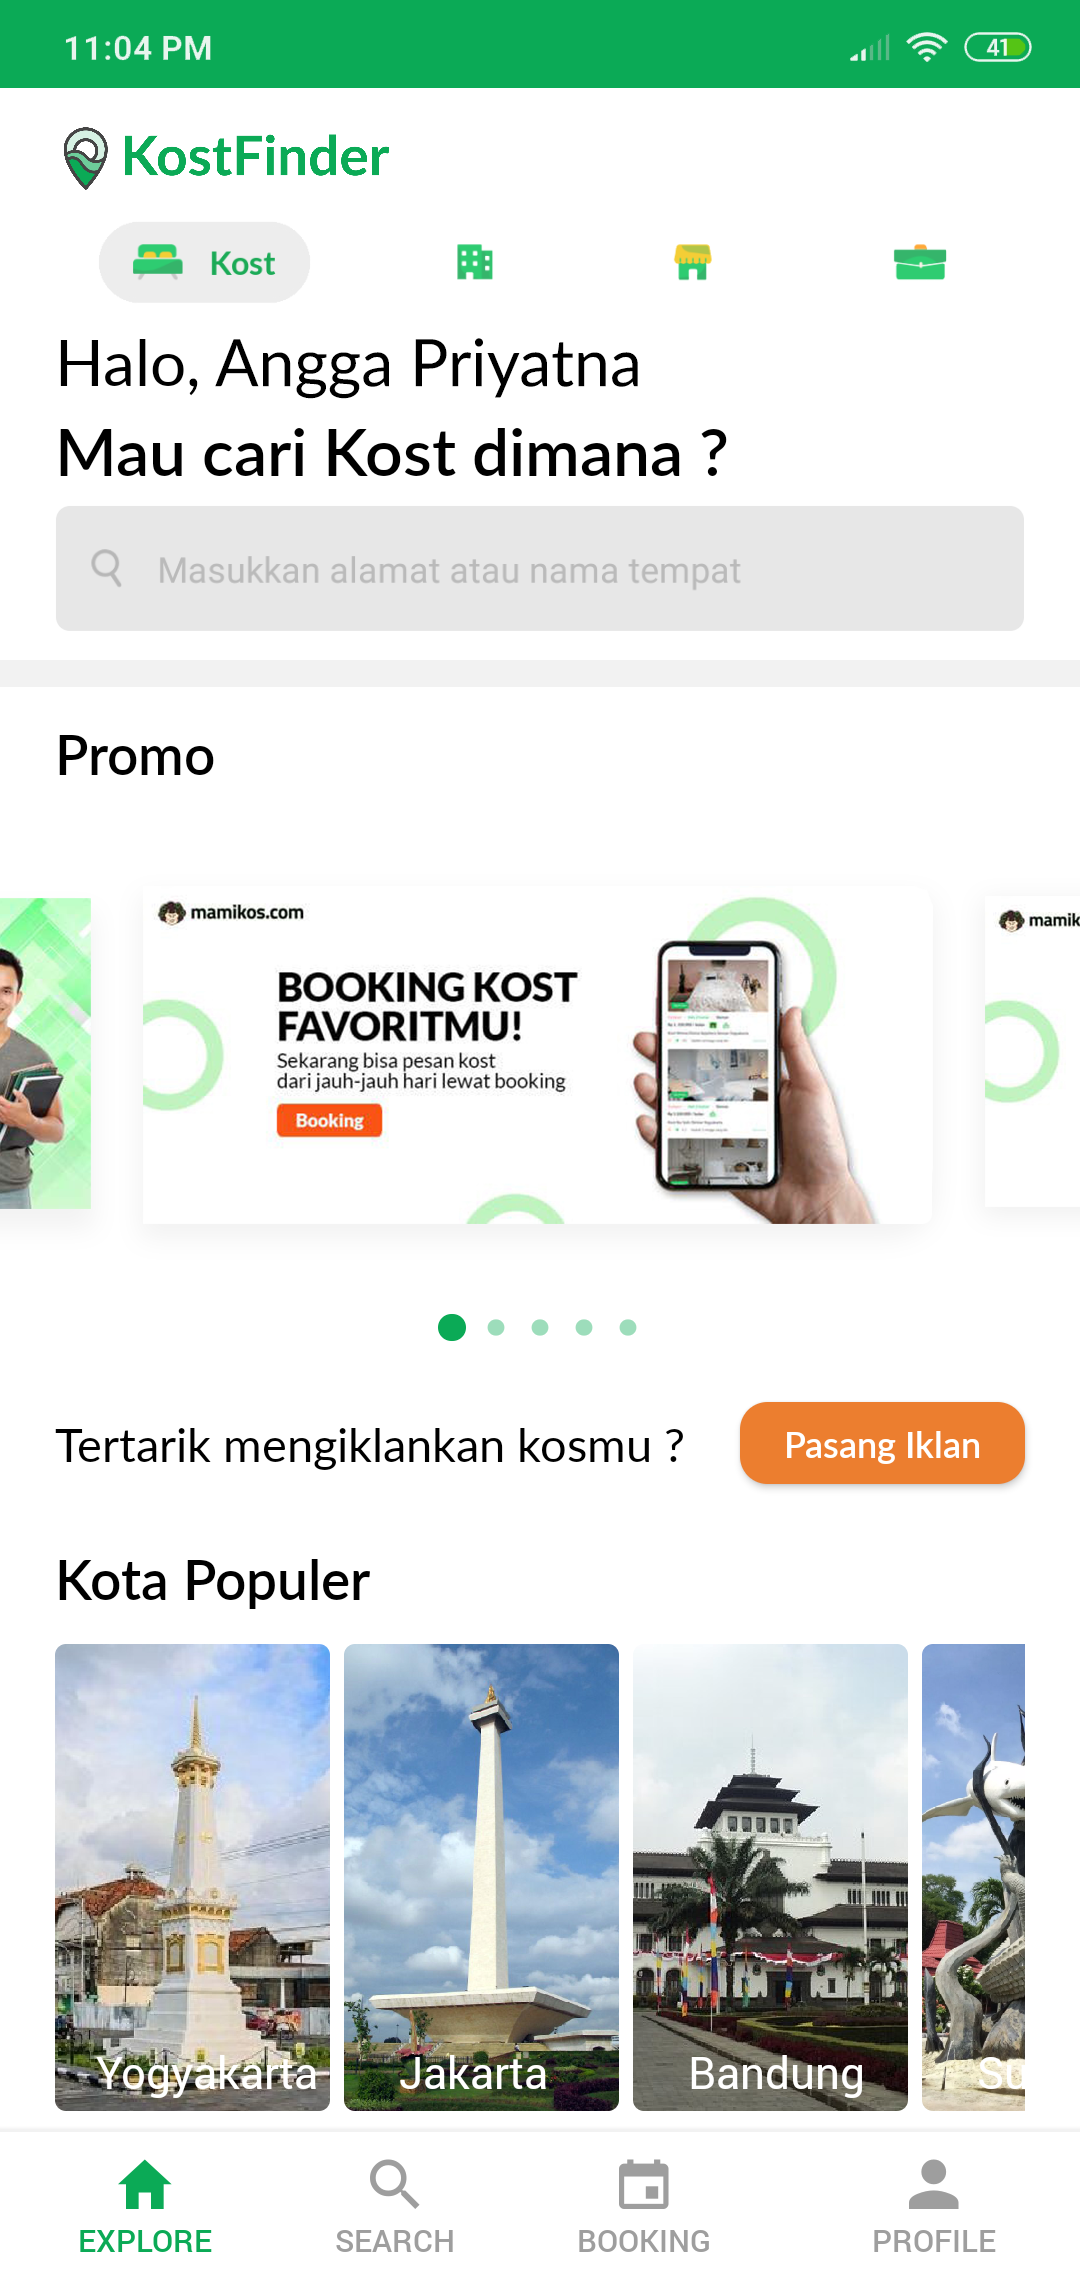 11:04 PM
41
KostFinder
Kost
Halo, Angga Priyatna
Mau cari Kost dimana ?
Masukkan alamat atau nama tempat
Promo
mamikos.com
BOOKING KOST
FAVORITMU!
Sekarang bisa pesan kost
dari jauh-jauh hari lewat booking
Booking
mamik
Tertarik mengiklankan kosmu ?
Pasang Iklan
Kota Populer
Yogyakarta
Jakarta
Bandung
Su
EXPLORE
SEARCH
BOOKING
PROFILE